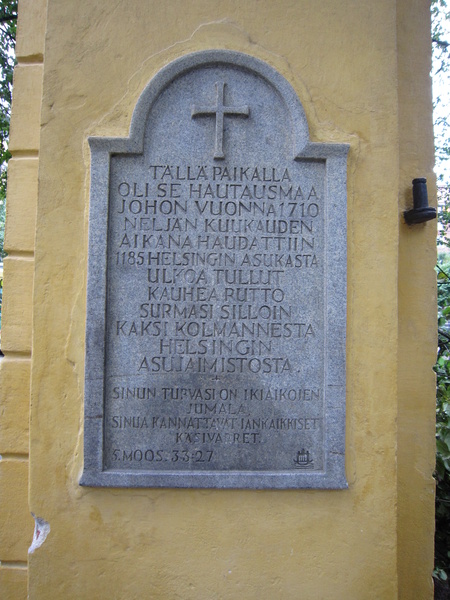 TÄLLÄ PAIKALLA
OLI SE HAUTAUSMAA
JOHON VUONNA 1710
NELJÄN KUUKAUDEN
AIKANA HAUDATTIIN
1185 HELSINGIN ASUKASTA
ULKOA TULLUT
KAUHEA RUTTO
SURMASI SILLOIN
KAKSI KOLMANNESTA
HELSINGIN
ASUJAIMISTOSTA.
SINUN TURVASI ON IKIAIKOJEN
JUMALA
SINUA KANNATTAVAT IANKAIKKISET
KÄSIVARRET.
5.MOOS. 33:27